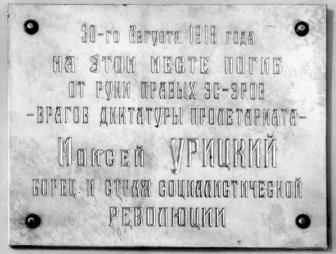 30-го Августа 1918 года
НА ЭТОМ МЕСТЕ ПОГИБ
ОТ РУКИ ПРАВЫХ ЭС-ЭРОВ
-ВРАГОВ ДИКТАТУРЫ ПРОЛЕТАРИАТА-
Моисей УРИЦКИЙ
БОРЕЦ И СТРАЖ СОЦИАЛИСТИЧЕСКОЙ
РЕВОЛЮЦИИ